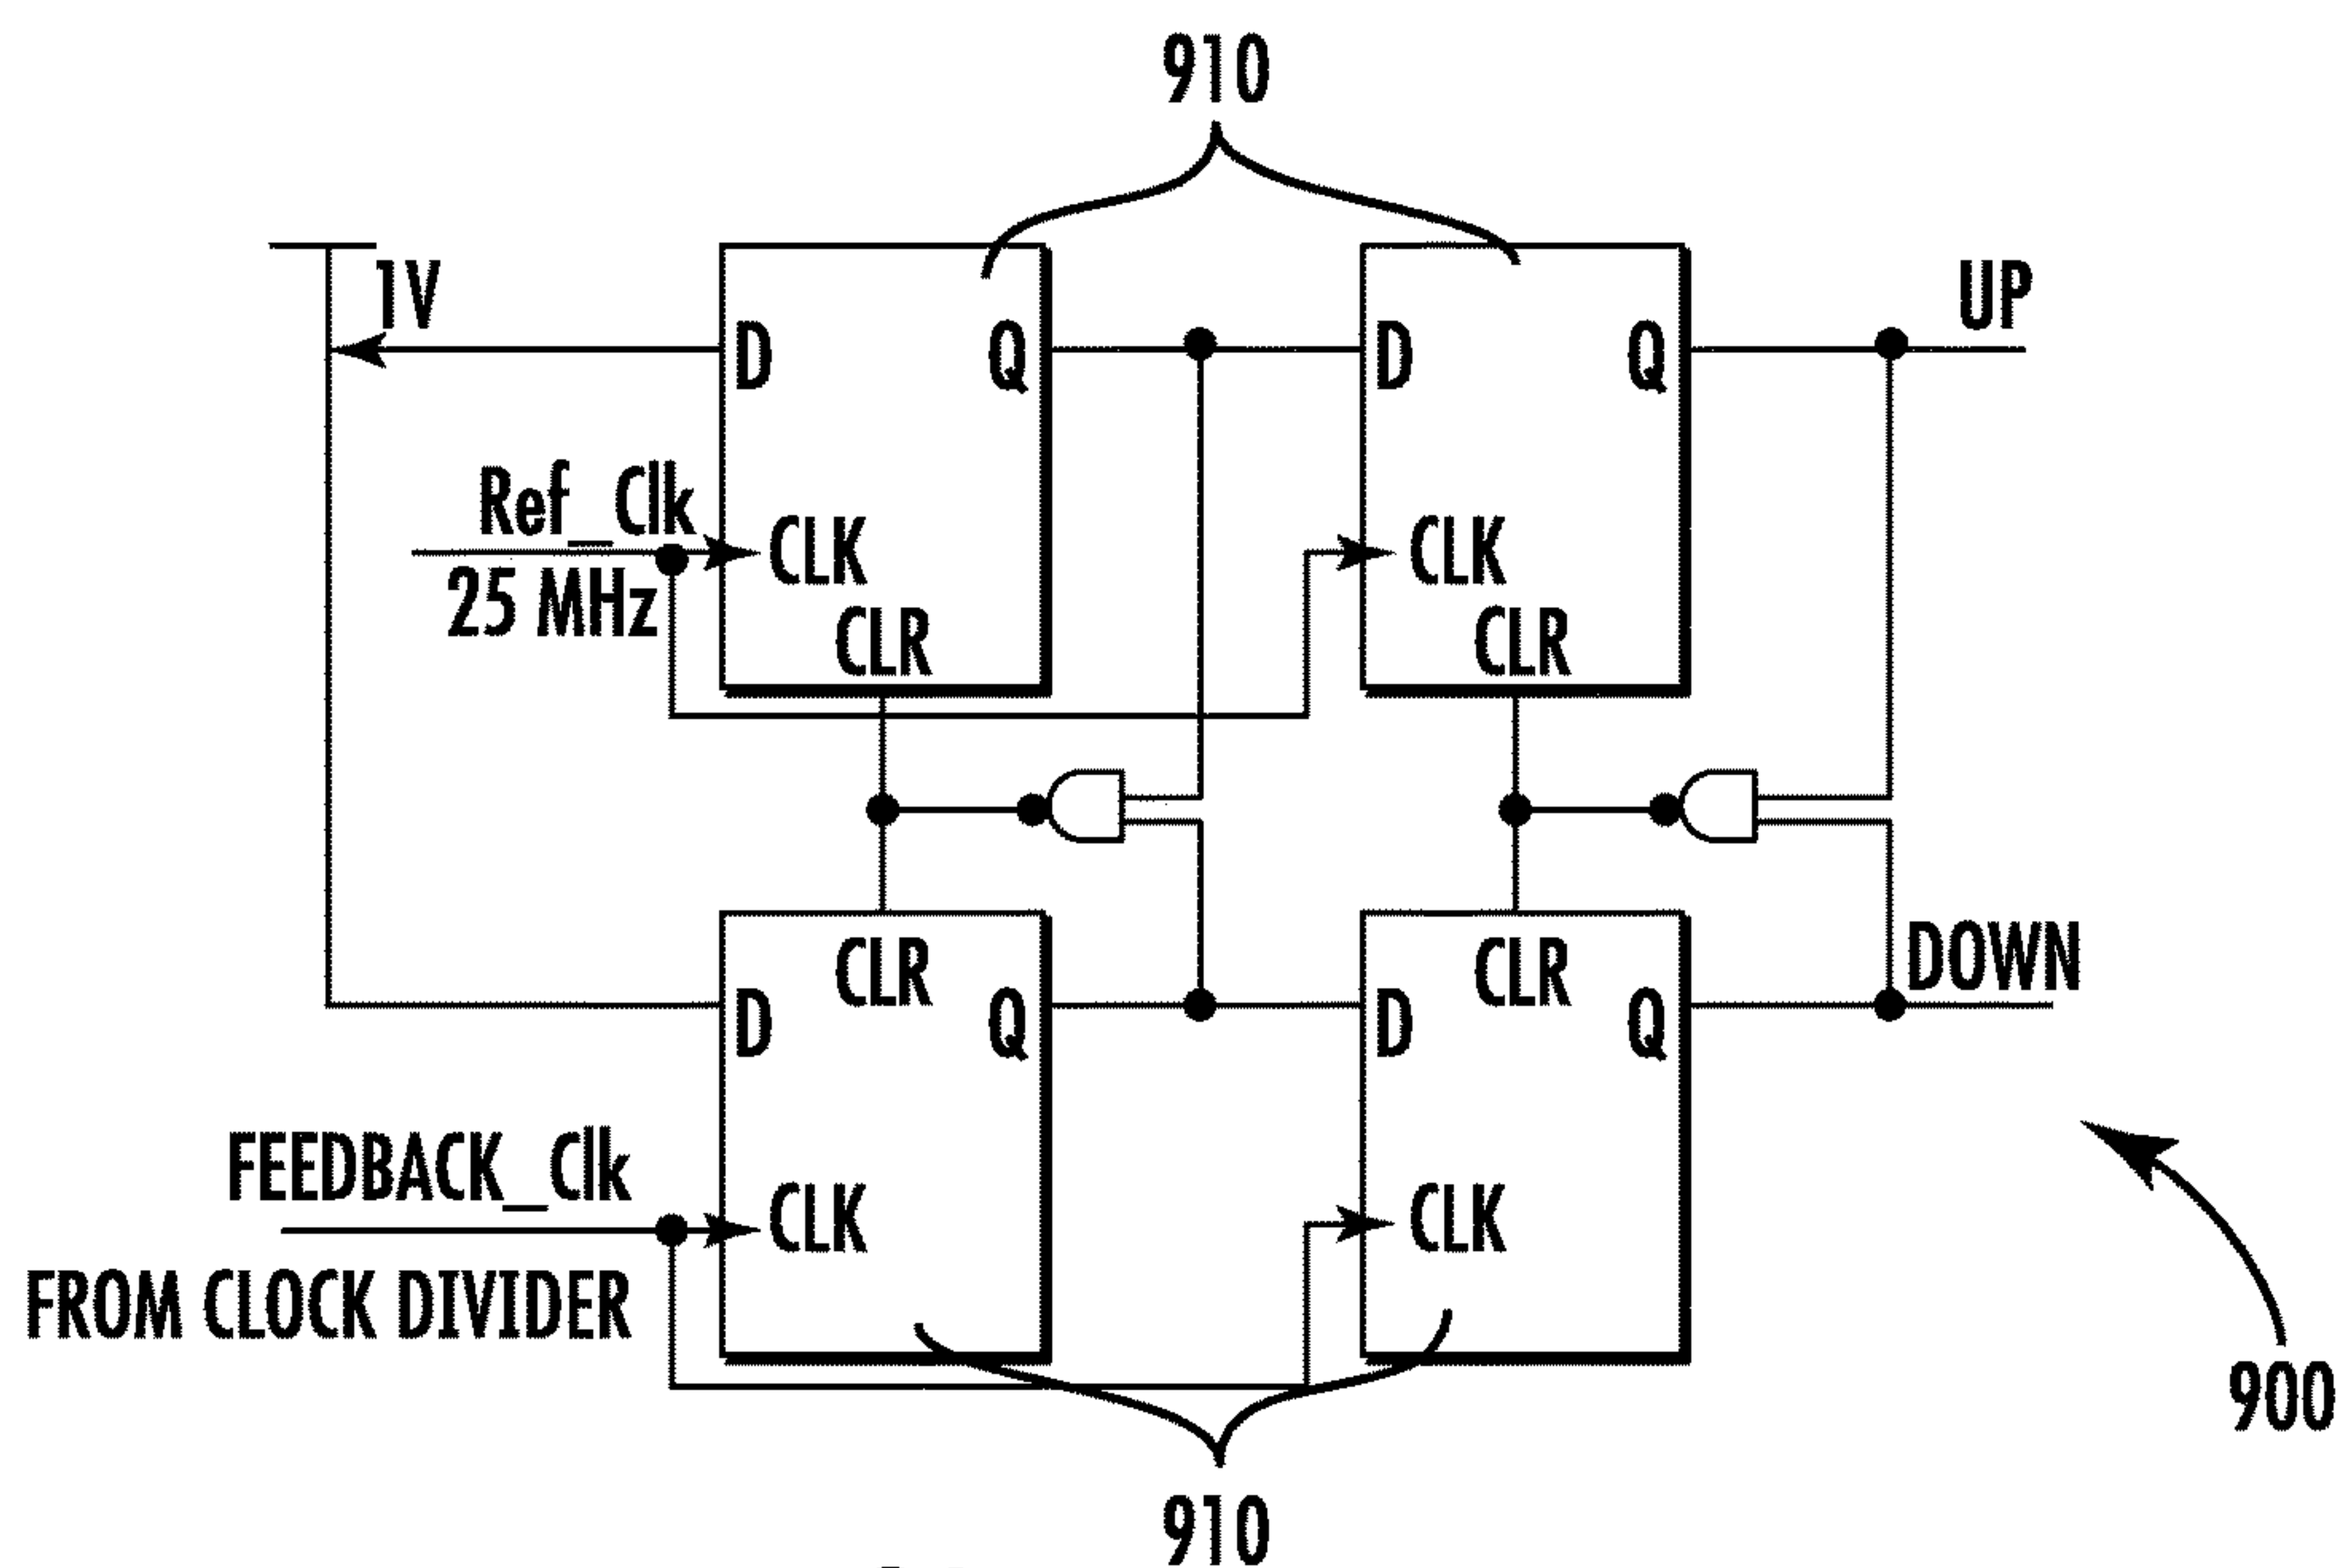 910
1V
D
Q
D
Q
UP
Ref_Clk
25 MHz
CLK
CLR
CLK
CLR
CLR
D
Q
CLR
D
Q
DOWN
FEEDBACK_Clk
FROM CLOCK DIVIDER
CLK
CLK
900
910